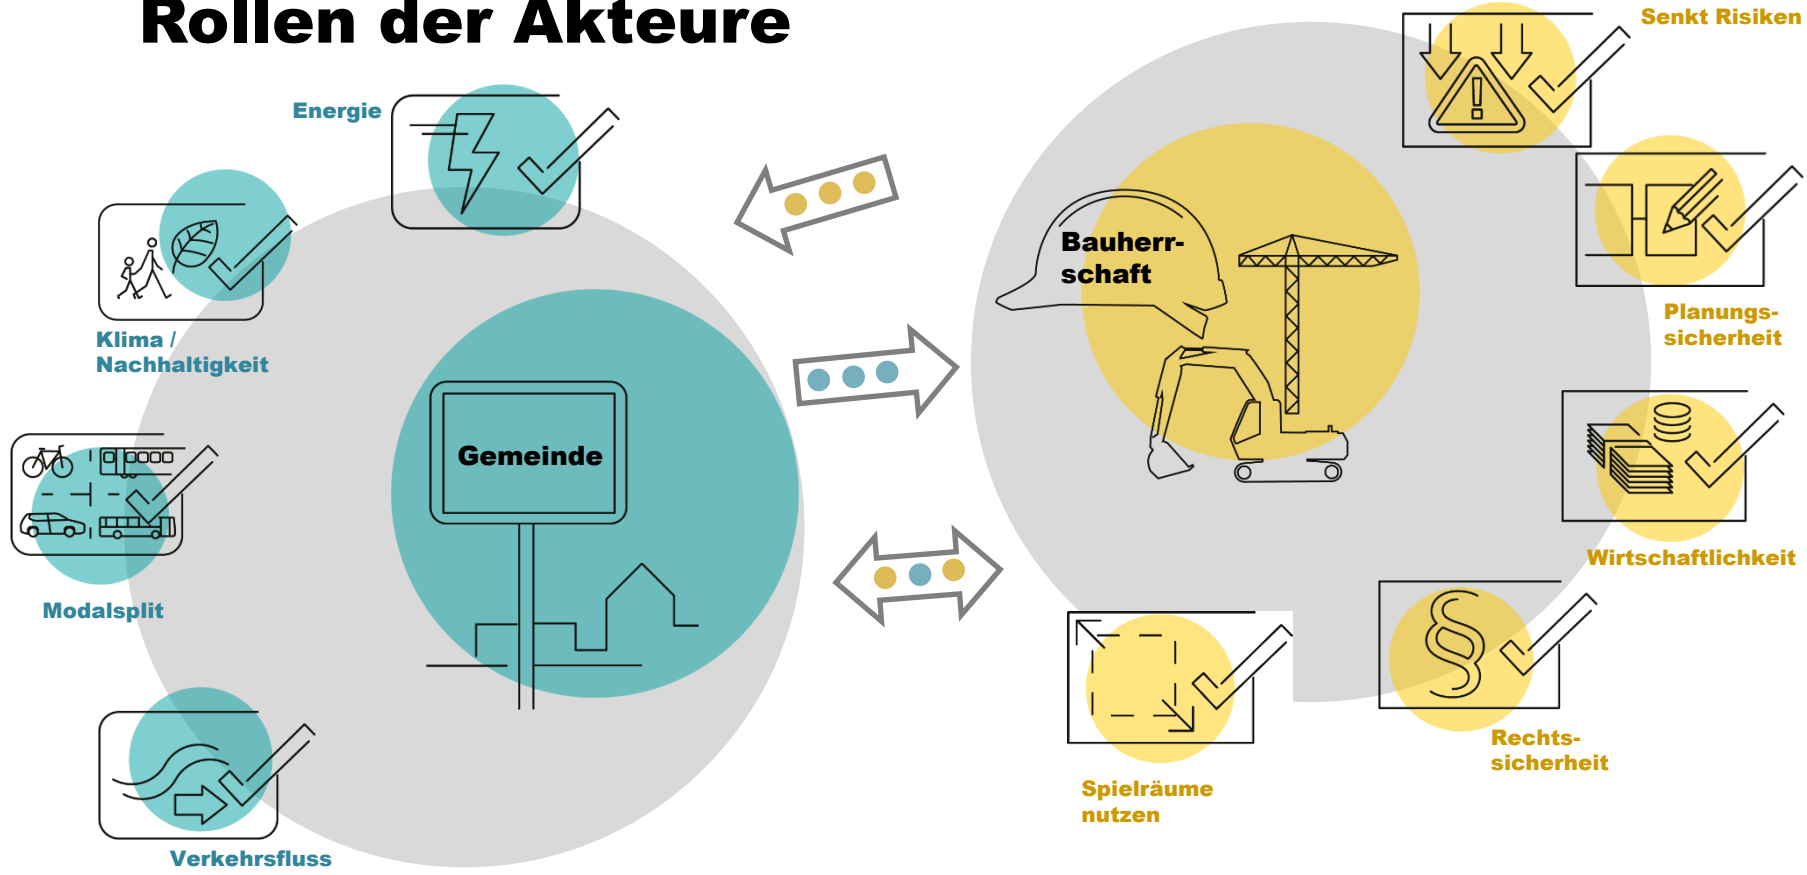 Rollen der Akteure
Energie
Klima /
Nachhaltigkeit
Modalsplit
Verkehrsfluss
Gemeinde
Bauherr-
schaft
Senkt Risiken
Planungs-
sicherheit
Wirtschaftlichkeit
Rechts-
sicherheit
Spielräume
nutzen